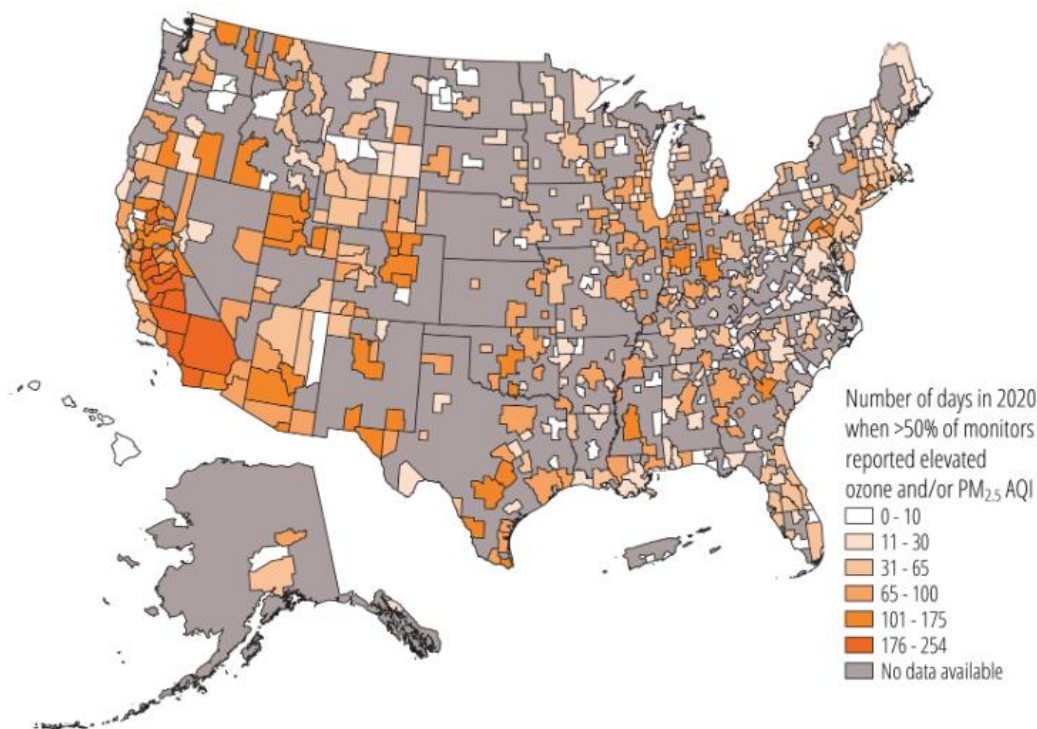 Number of days in 2020
when >50% of monitors
reported elevated
ozone and/or PM2.5 AQI
0 - 10
11 - 30
31 - 65
65 - 100
101 - 175
176 - 254
No data available